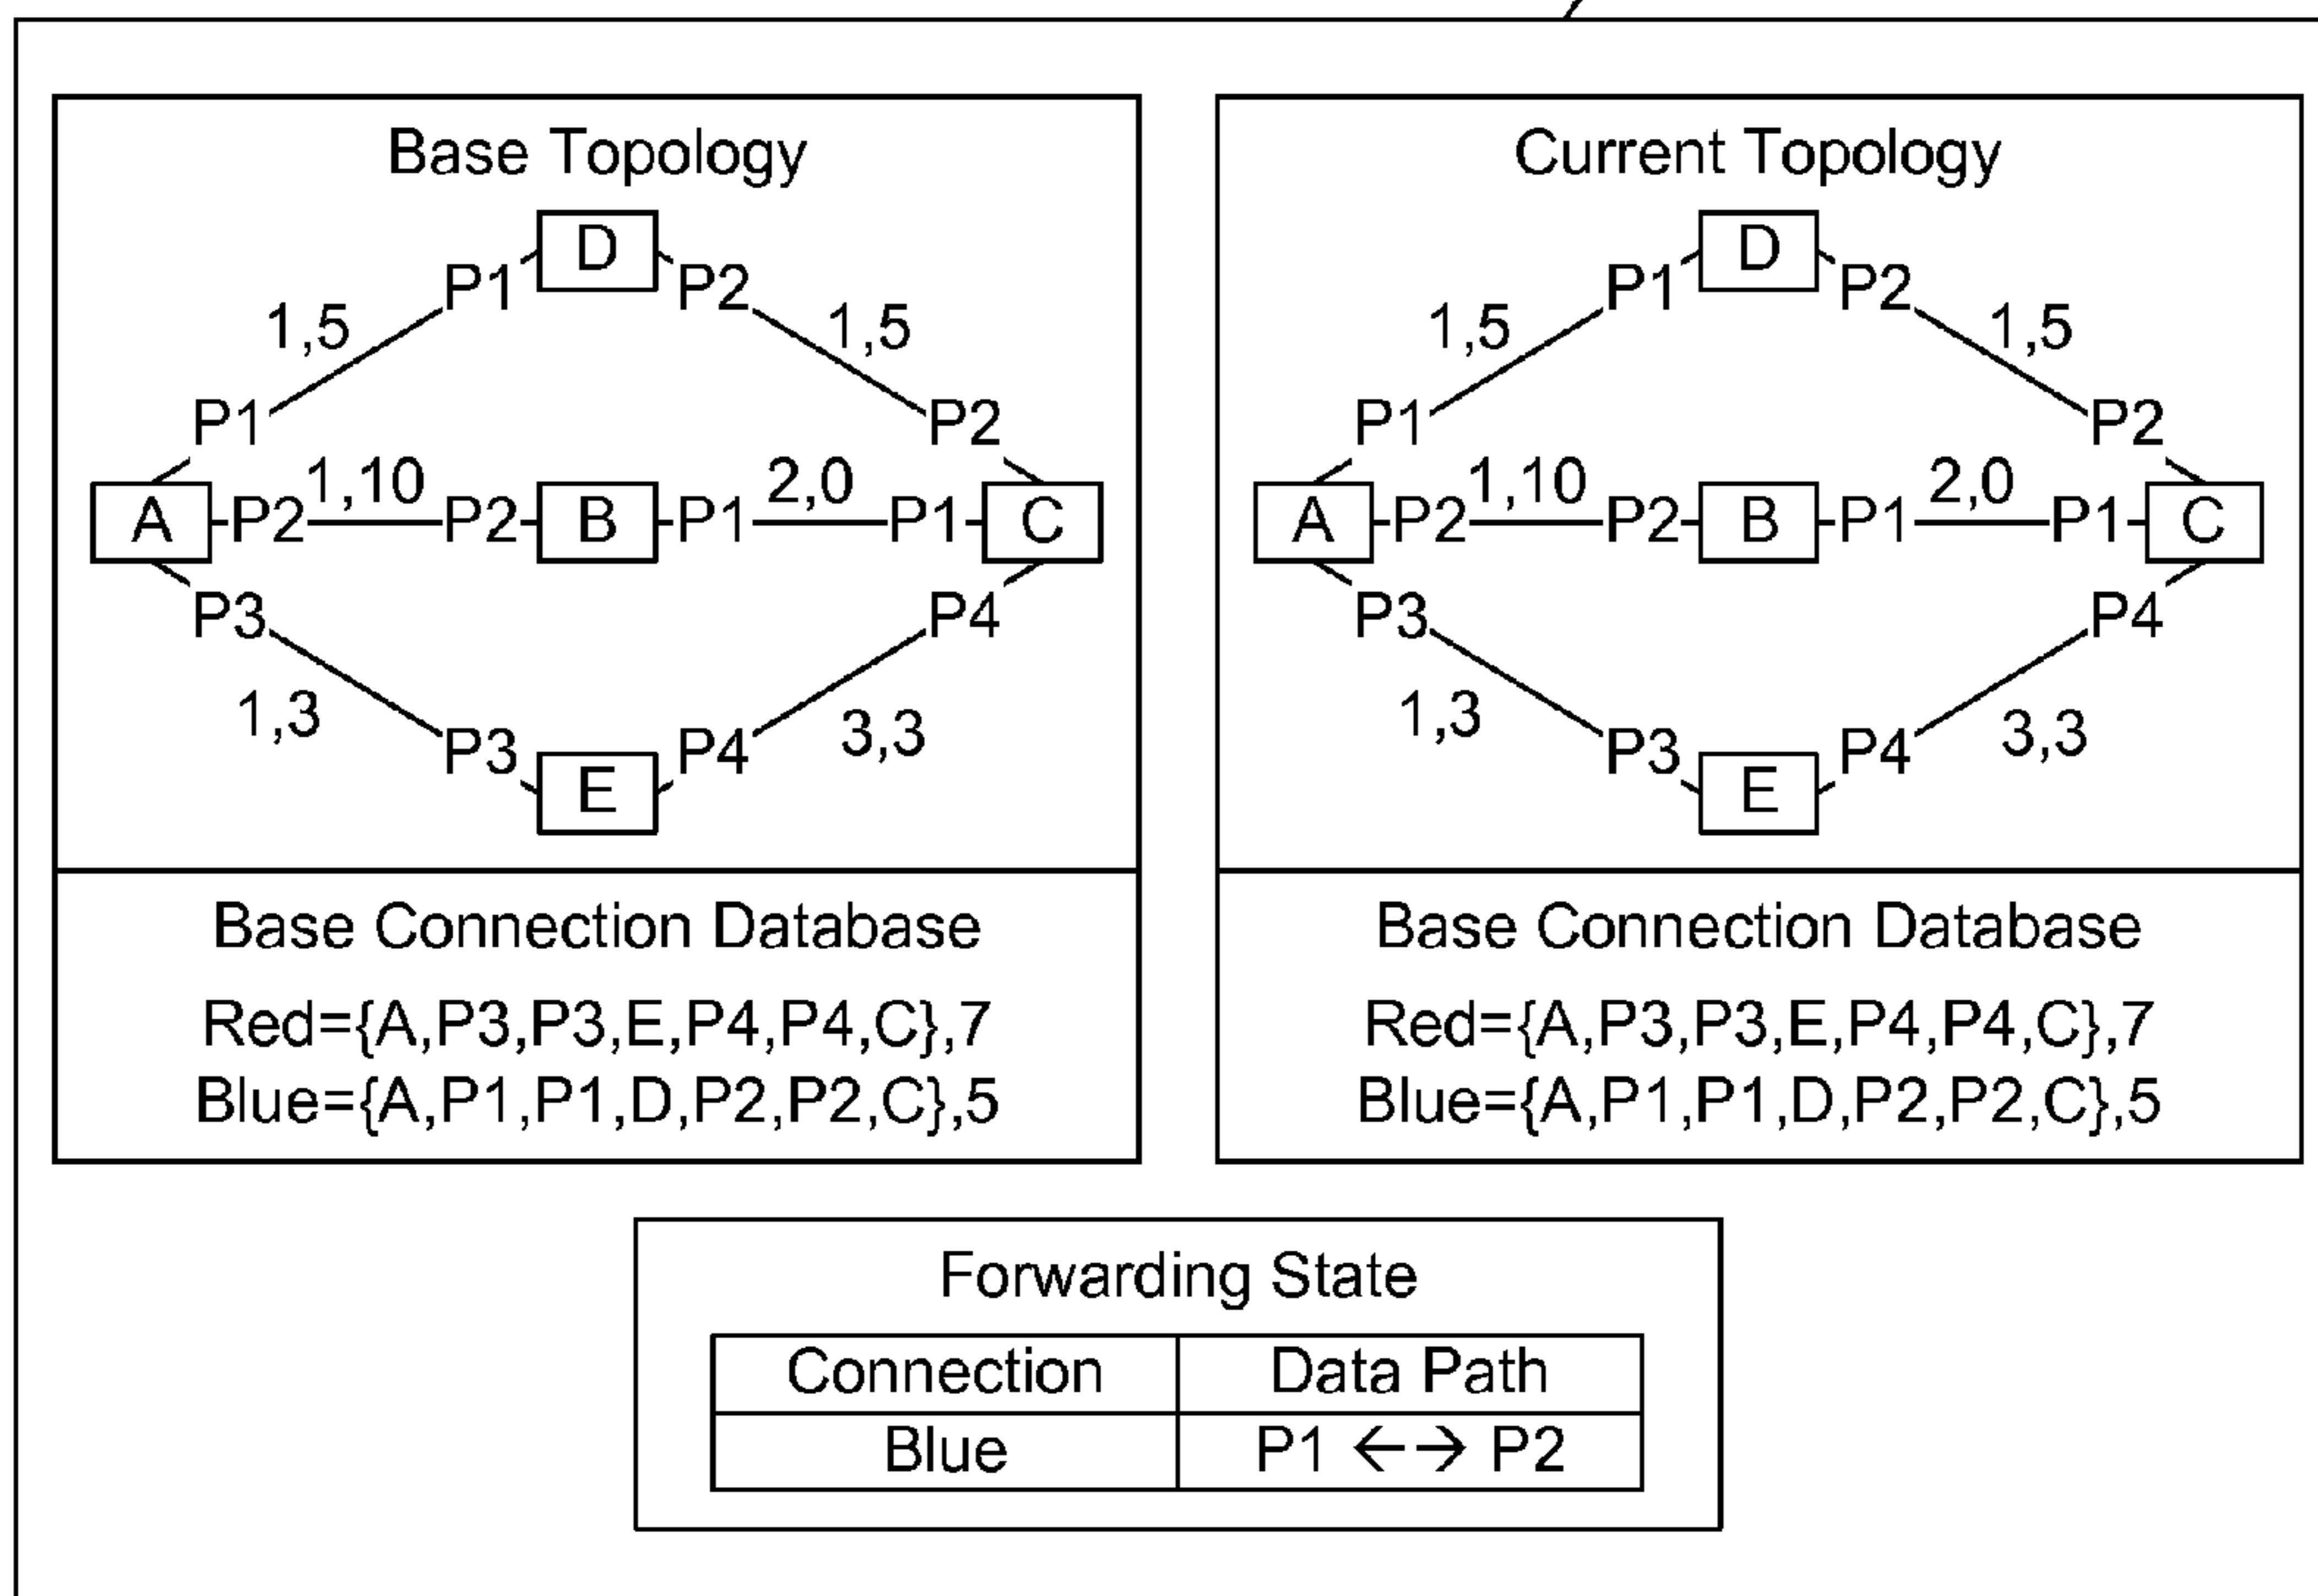 Base Topology
D
P1 P2
1,5 1,5
P1 P2
1,10 2,0
A P2 P2 B P1 P1 C
P3 P4
1,3 3,3
P3 P4
E
Base Connection Database
Red={A,P3,P3,E,P4,P4,C},7
Blue={A,P1,P1,D,P2,P2,C},5
Current Topology
D
P1 P2
1,5 1,5
P1 P2
1,10 2,0
A P2 P2 B P1 P1 C
P3 P4
1,3 3,3
P3 P4
E
Base Connection Database
Red={A,P3,P3,E,P4,P4,C},7
Blue={A,P1,P1,D,P2,P2,C},5
Forwarding State
Connection Data Path
Blue P1 ←→ P2